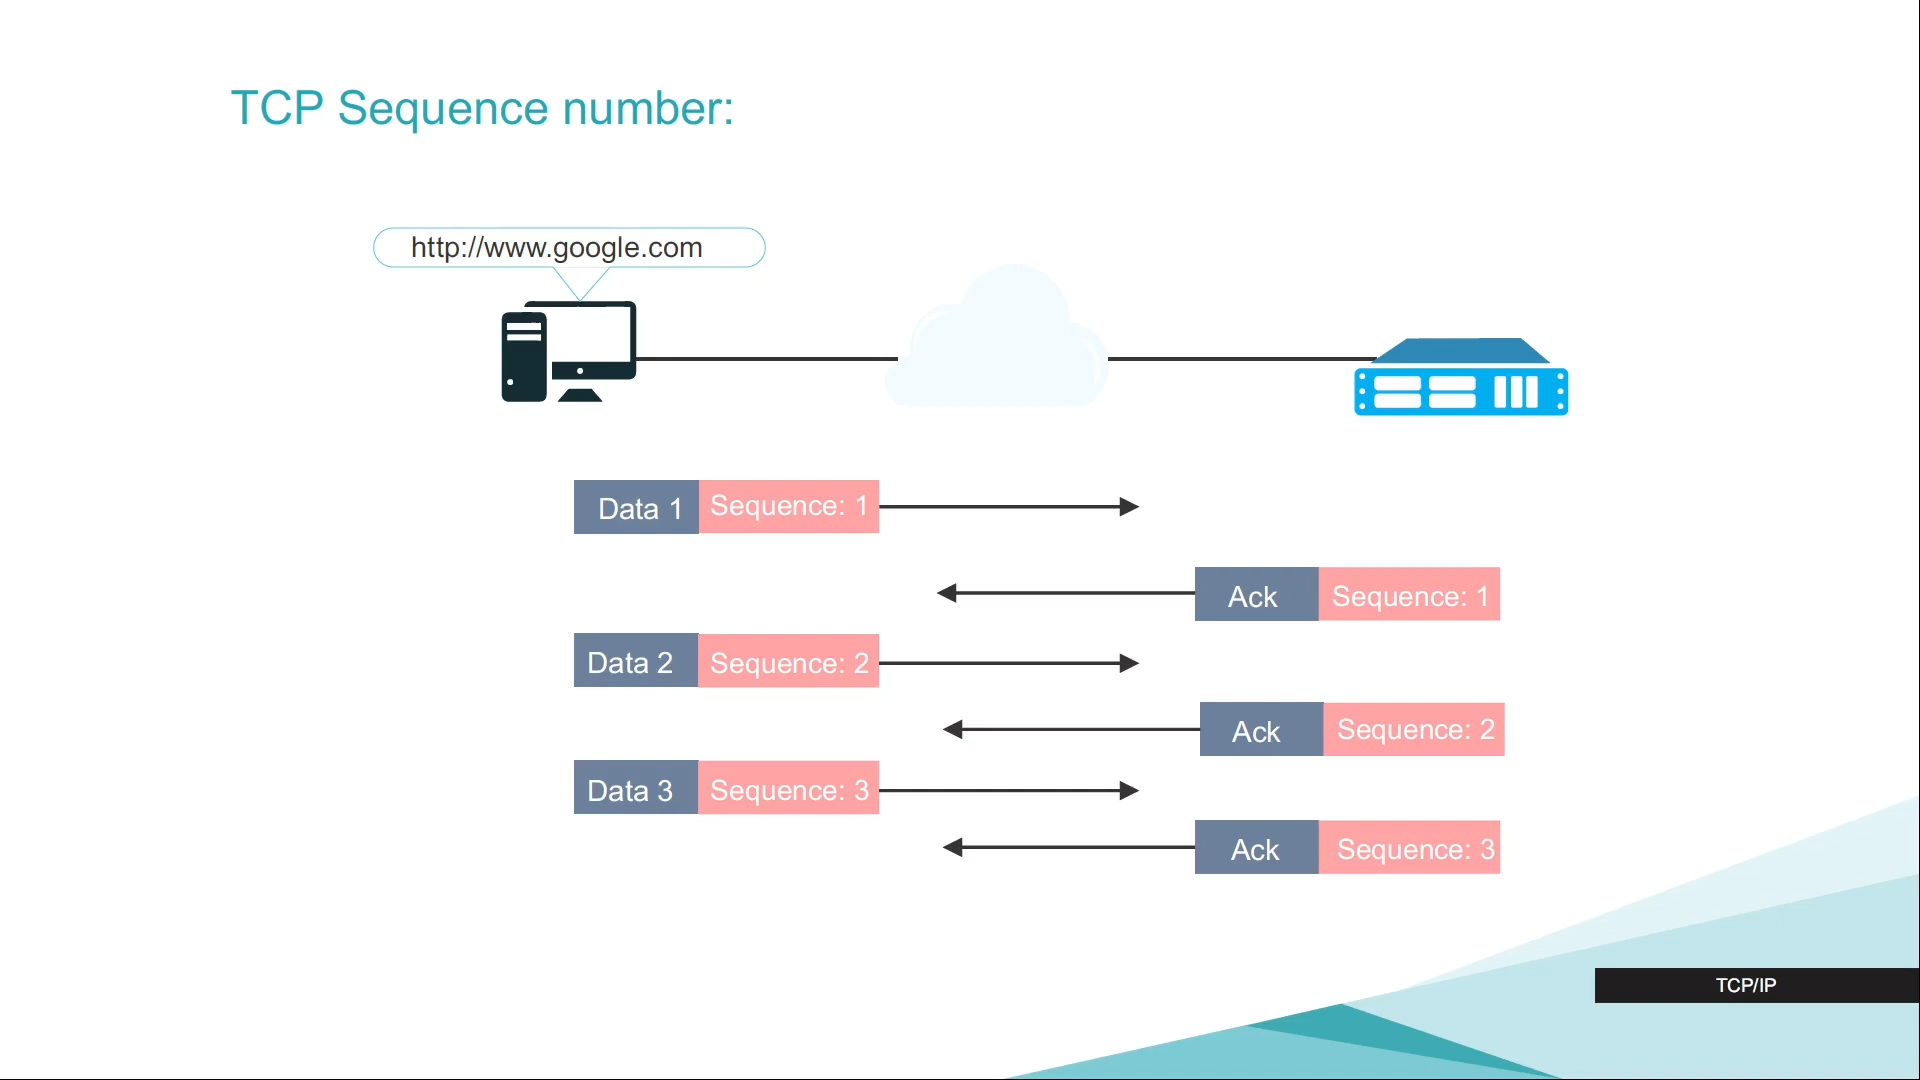 TCP Sequence number:
http://www.google.com
Data 1 Sequence: 1
Ack Sequence: 1
Data 2 Sequence: 2
Ack Sequence: 2
Data 3 Sequence: 3
Ack Sequence: 3
TCP/IP